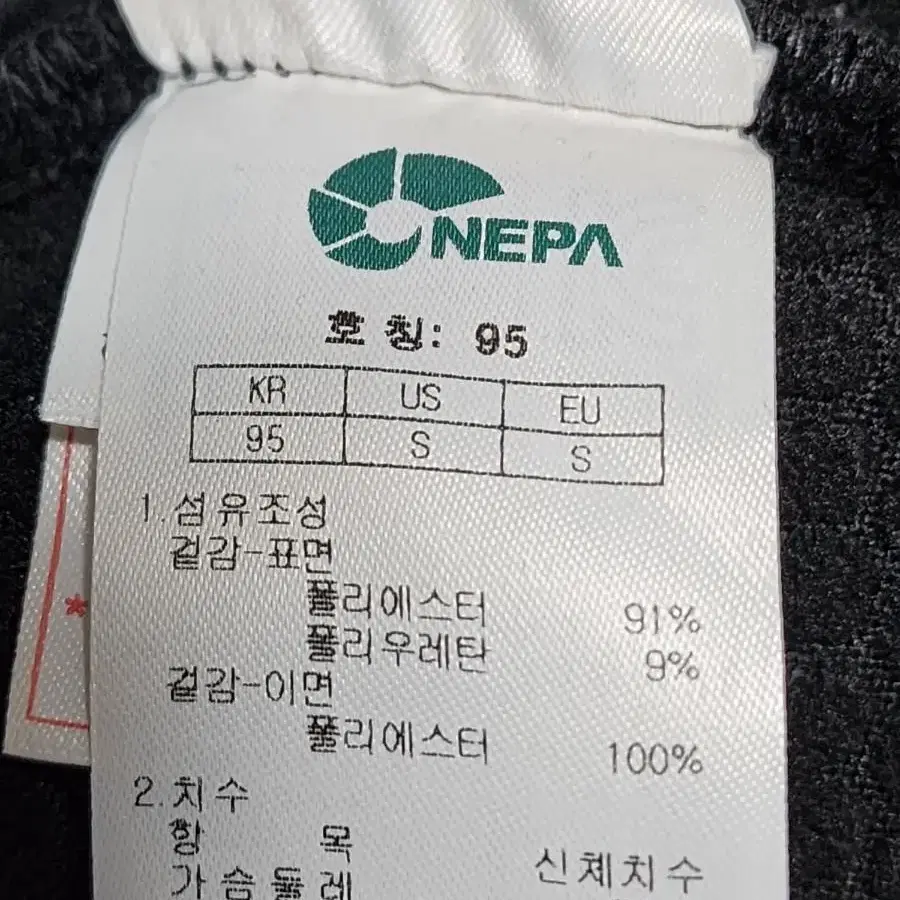 NEPA
호칭: 95
KR US EU
95 S S
1.섬유조성
겉감-표면
폴리에스터 91%
폴리우레탄 9%
겉감-이면
폴리에스터 100%
2.치수
항 목 신체치수
가슴둘레